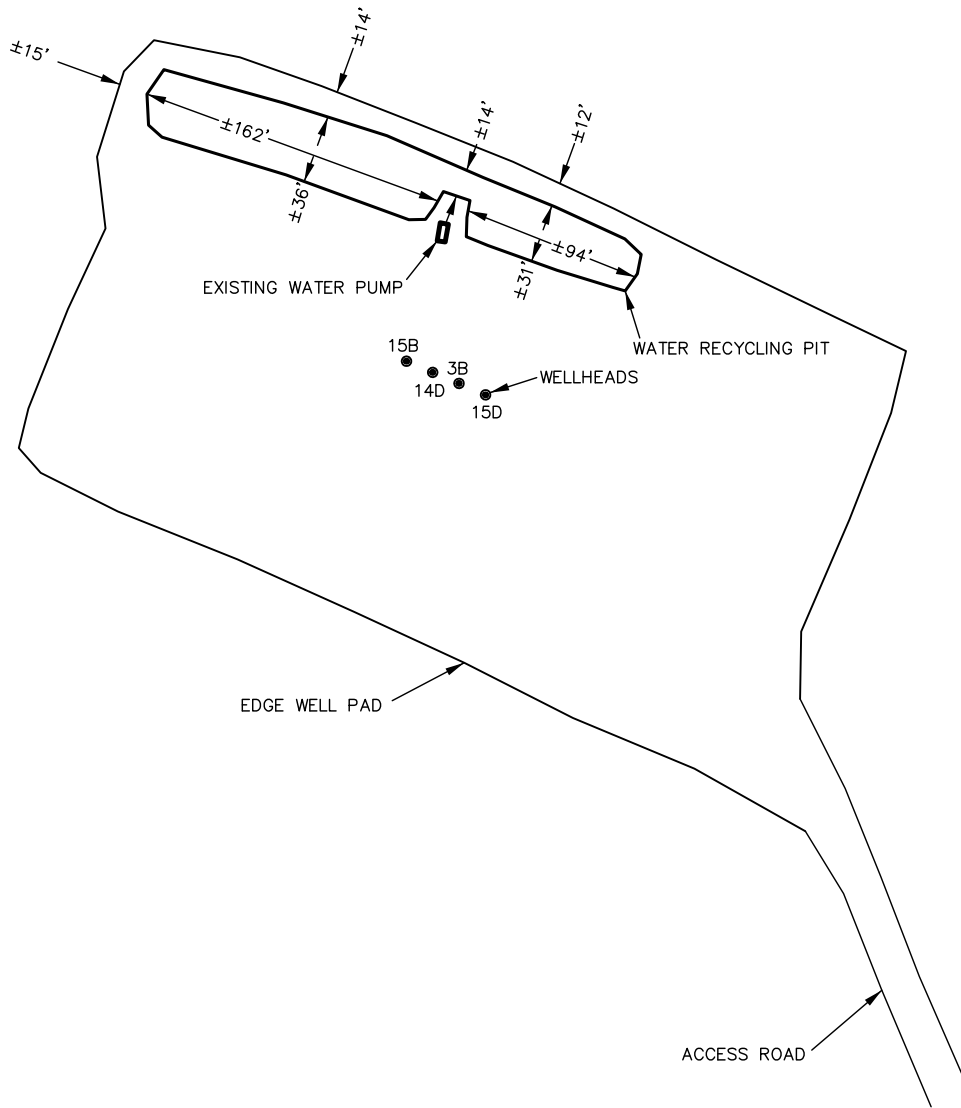 ±14'
±15'
±14'
±12'
±162'
±36'
±94'
±31'
EXISTING WATER PUMP
WATER RECYCLING PIT
15B
3B
14D
WELLHEADS
15D
EDGE WELL PAD
ACCESS ROAD